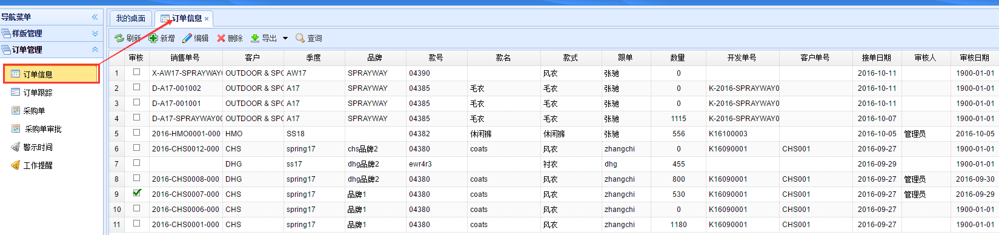 导航菜单
样版管理
订单管理
订单信息
订单跟踪
采购单
采购单审批
警示时间
工作提醒
我的桌面 订单信息
刷新 新增 编辑 删除 导出 查询
审核 销售单号 客户 季度 品牌 款号 款名 款式 跟单 数量 开发单号 客户单号 接单日期 审核人 审核日期
1 X-AW17-SPRAYWAY OUTDOOR & SPO AW17 SPRAYWAY 04390 风衣 张驰 0 2016-10-11 1900-01-01
2 D-A17-001002 OUTDOOR & SPO A17 SPRAYWAY 04385 毛衣 毛衣 张驰 0 K-2016-SPRAYWAY0 2016-10-11 1900-01-01
3 D-A17-001001 OUTDOOR & SPO A17 SPRAYWAY 04385 毛衣 毛衣 张驰 0 K-2016-SPRAYWAY0 2016-10-11 1900-01-01
4 D-A17-SPRAYWAY00 OUTDOOR & SPO A17 SPRAYWAY 04385 毛衣 毛衣 张驰 1115 K-2016-SPRAYWAY0 2016-10-07 1900-01-01
5 2016-HMO0001-000 HMO SS18 04382 休闲裤 休闲裤 张驰 556 K16100003 2016-10-05 管理员 2016-10-05
6 2016-CHS0012-000 CHS spring17 chs品牌2 04380 coats 风衣 zhangchi 0 K16090001 CHS001 2016-09-27 1900-01-01
7 DHG ss17 dhg品牌2 ewr4r3 衬衣 dhg 455 2016-09-29 1900-01-01
8 2016-CHS0008-000 DHG spring17 dhg品牌2 04380 coats 风衣 zhangchi 800 K16090001 CHS001 2016-09-27 管理员 2016-09-30
9 2016-CHS0007-000 CHS spring17 品牌1 04380 coats 风衣 zhangchi 530 K16090001 CHS001 2016-09-27 管理员 2016-09-29
10 2016-CHS0006-000 CHS spring17 品牌1 04380 coats 风衣 zhangchi 0 K16090001 CHS001 2016-09-27 1900-01-01
11 2016-CHS0001-000 CHS spring17 品牌1 04380 coats 风衣 zhangchi 1180 K16090001 CHS001 2016-09-27 1900-01-01